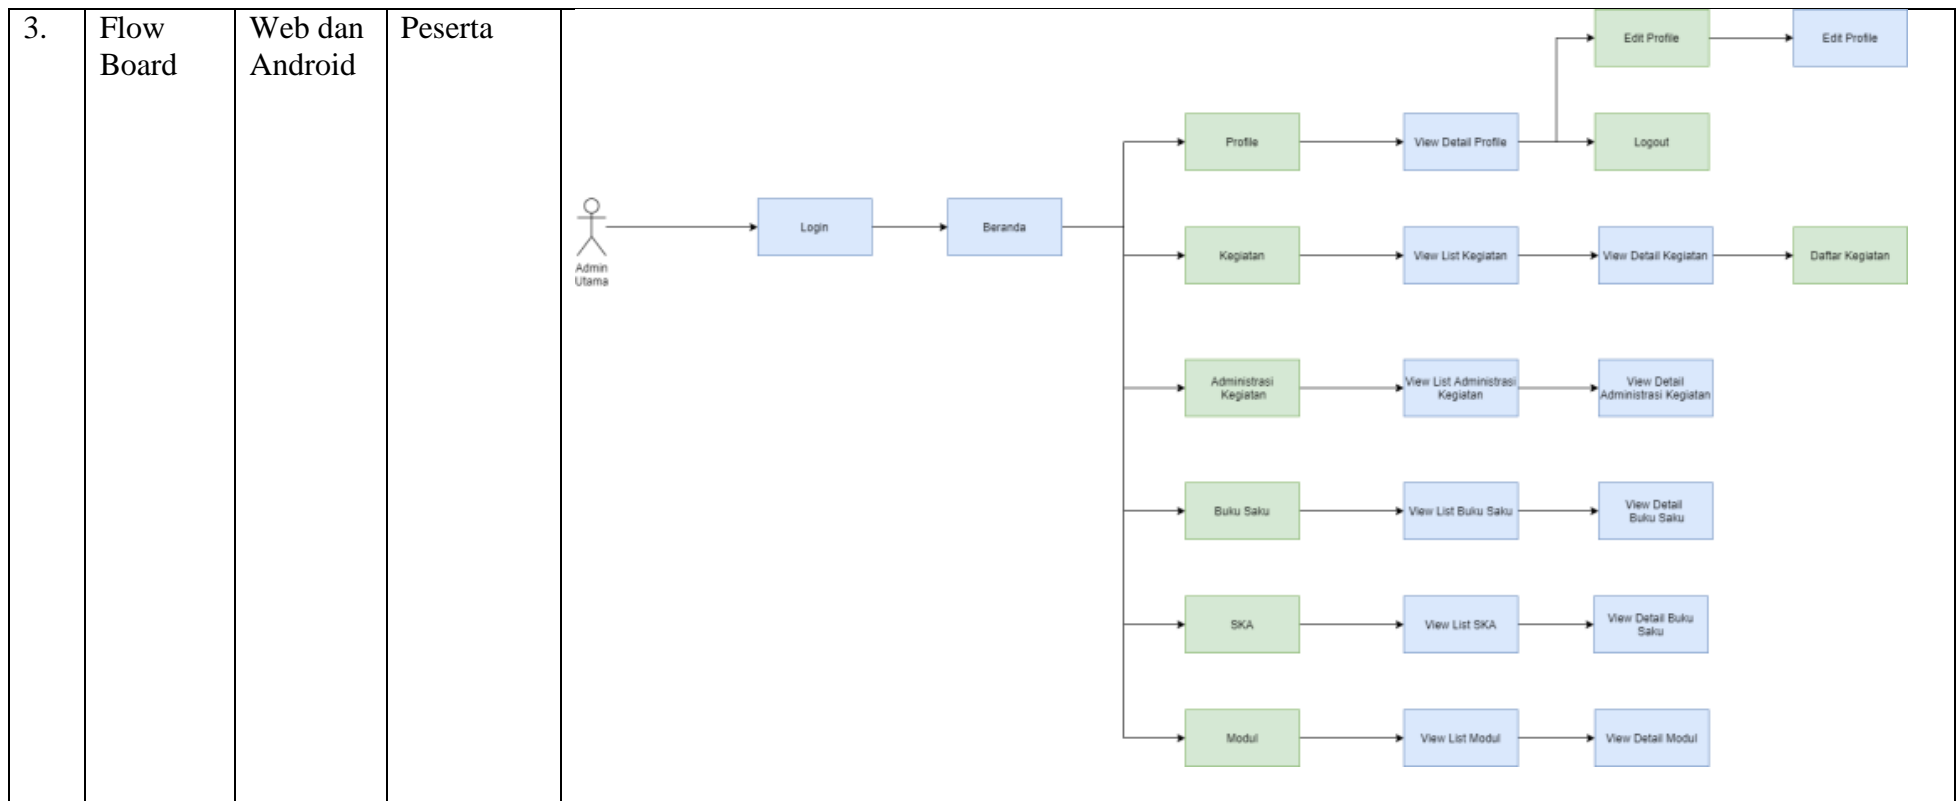 3.
Flow
Board
Web dan
Android
Peserta
Edit Profile
Edit Profile
Profile
View Detail Profile
Logout
Admin
Utama
Login
Beranda
Kegiatan
View List Kegiatan
View Detail Kegiatan
Daftar Kegiatan
Administrasi
Kegiatan
View List Administrasi
Kegiatan
View Detail
Administrasi Kegiatan
Buku Saku
View List Buku Saku
View Detail
Buku Saku
SKA
View List SKA
View Detail Buku
Saku
Modul
View List Modul
View Detail Modul